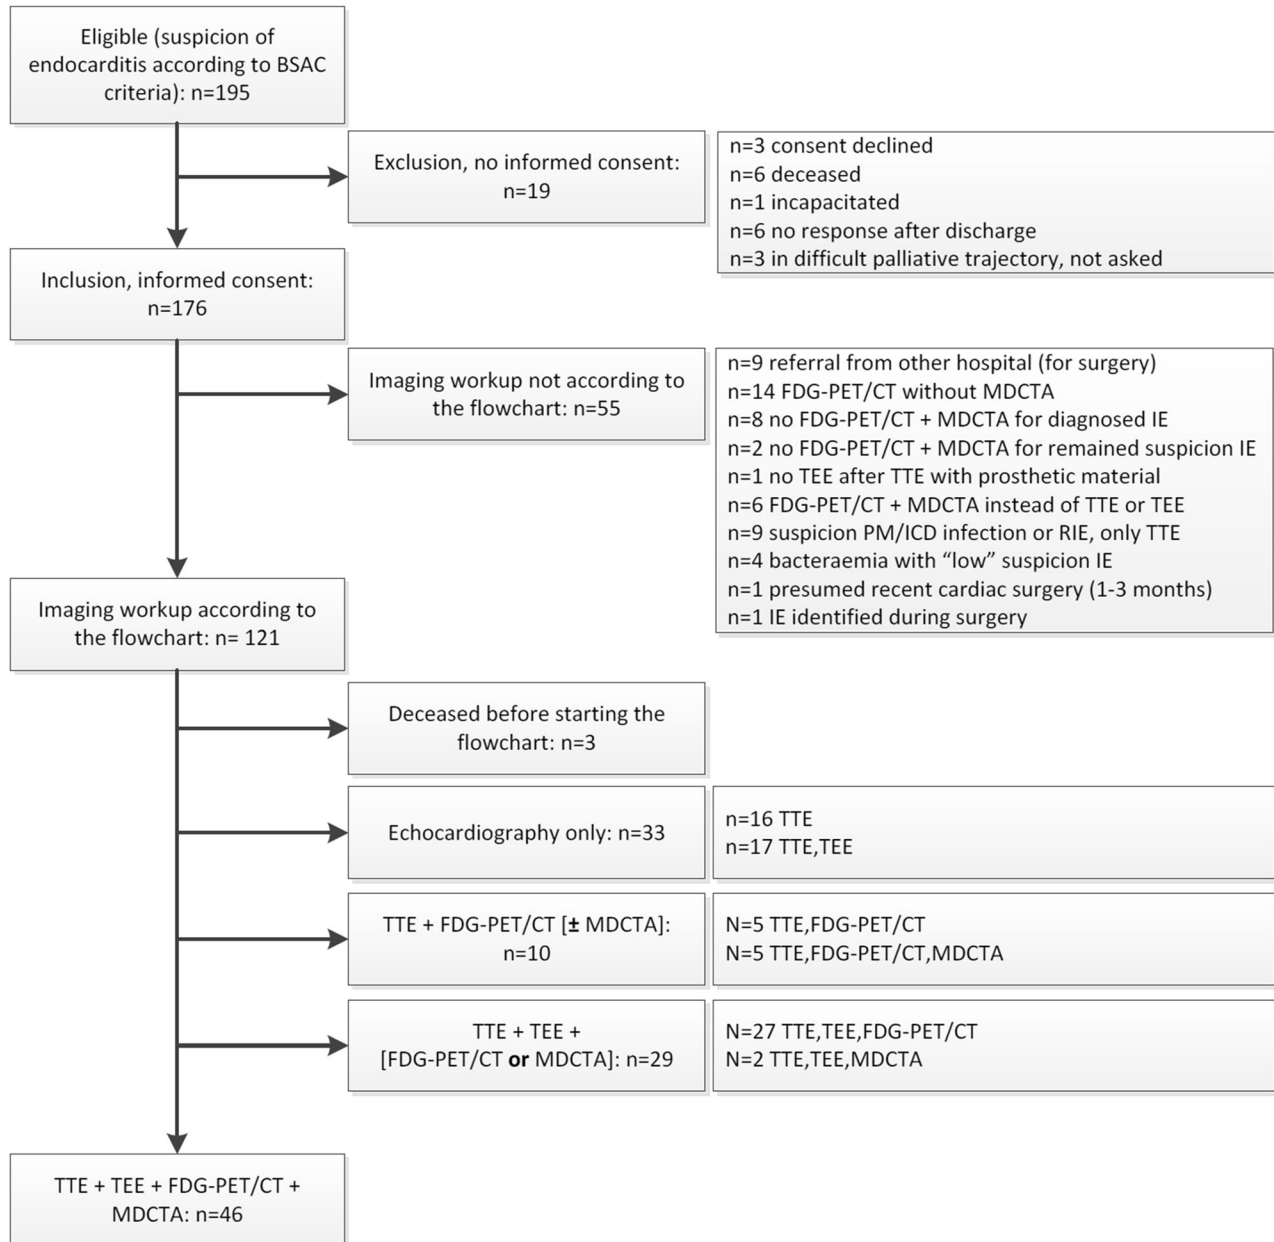 Eligible (suspicion of
endocarditis according to BSAC
criteria): n=195
Exclusion, no informed consent:
n=19
n=3 consent declined
n=6 deceased
n=1 incapacitated
n=6 no response after discharge
n=3 in difficult palliative trajectory, not asked
Inclusion, informed consent:
n=176
Imaging workup not according to
the flowchart: n=55
n=9 referral from other hospital (for surgery)
n=14 FDG-PET/CT without MDCTA
n=8 no FDG-PET/CT + MDCTA for diagnosed IE
n=2 no FDG-PET/CT + MDCTA for remained suspicion IE
n=1 no TEE after TTE with prosthetic material
n=6 FDG-PET/CT + MDCTA instead of TTE or TEE
n=9 suspicion PM/ICD infection or RIE, only TTE
n=4 bacteraemia with “low” suspicion IE
n=1 presumed recent cardiac surgery (1-3 months)
n=1 IE identified during surgery
Imaging workup according to
the flowchart: n= 121
Deceased before starting the
flowchart: n=3
Echocardiography only: n=33
n=16 TTE
n=17 TTE,TEE
TTE + FDG-PET/CT [± MDCTA]:
n=10
N=5 TTE,FDG-PET/CT
N=5 TTE,FDG-PET/CT,MDCTA
TTE + TEE +
[FDG-PET/CT or MDCTA]: n=29
N=27 TTE,TEE,FDG-PET/CT
N=2 TTE,TEE,MDCTA
TTE + TEE + FDG-PET/CT +
MDCTA: n=46